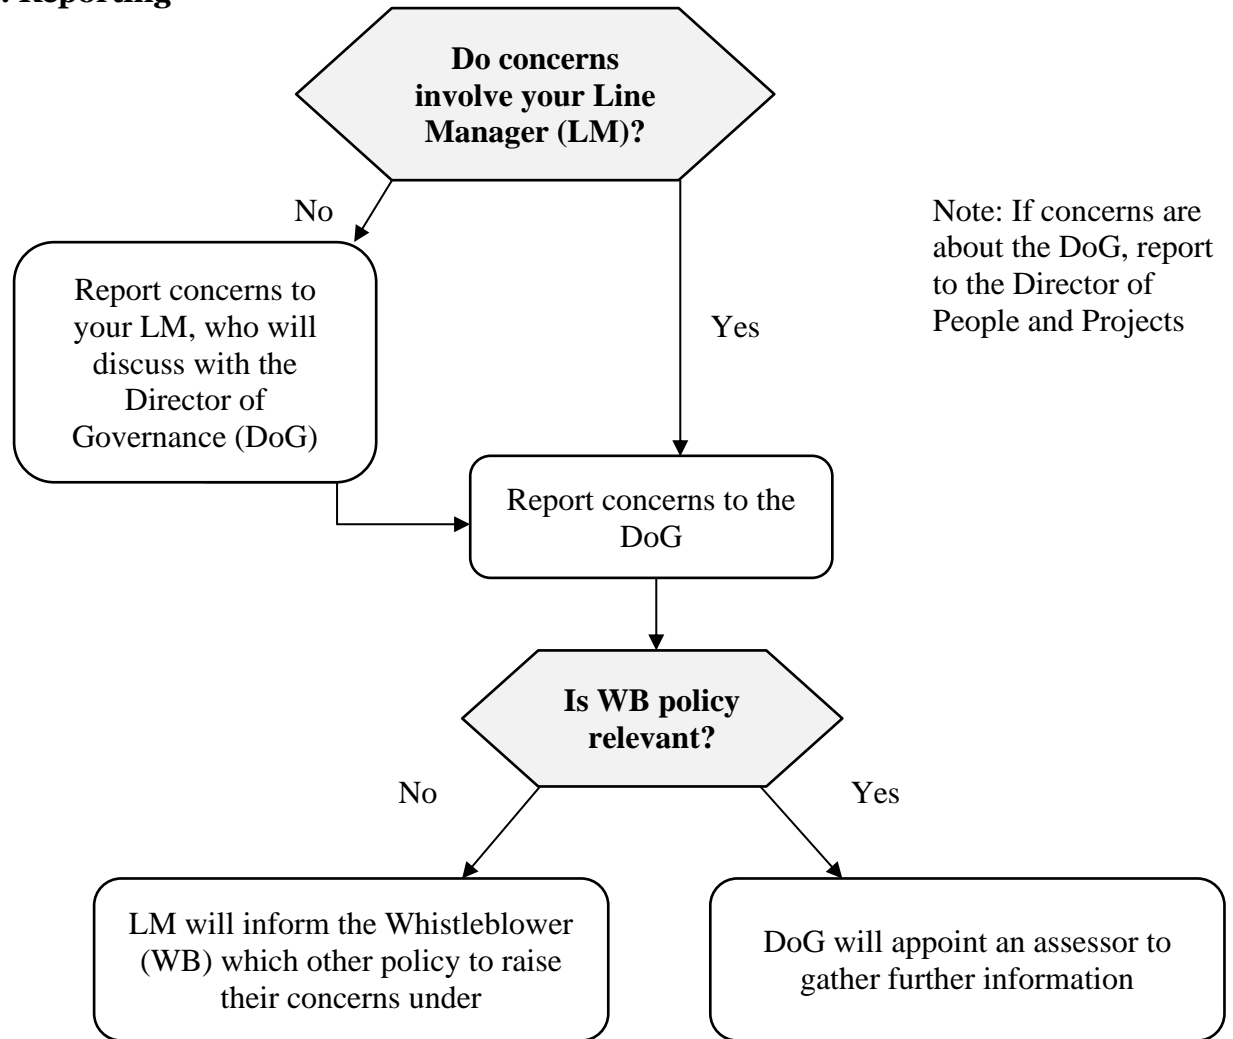 . Reporting
Do concerns
involve your Line
Manager (LM)?
No
Note: If concerns are
about the DoG, report
to the Director of
People and Projects
Report concerns to
your LM, who will
discuss with the
Director of
Governance (DoG)
Yes
Report concerns to the
DoG
Is WB policy
relevant?
No
Yes
LM will inform the Whistleblower
(WB) which other policy to raise
their concerns under
DoG will appoint an assessor to
gather further information